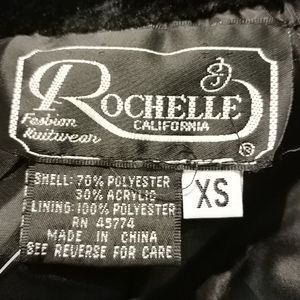 ROCHELLE
CALIFORNIA
Fashion
Knitwear
®
SHELL: 70% POLYESTER
30% ACRYLIC
LINING: 100% POLYESTER
RN 45774
MADE IN CHINA
SEE REVERSE FOR CARE
XS